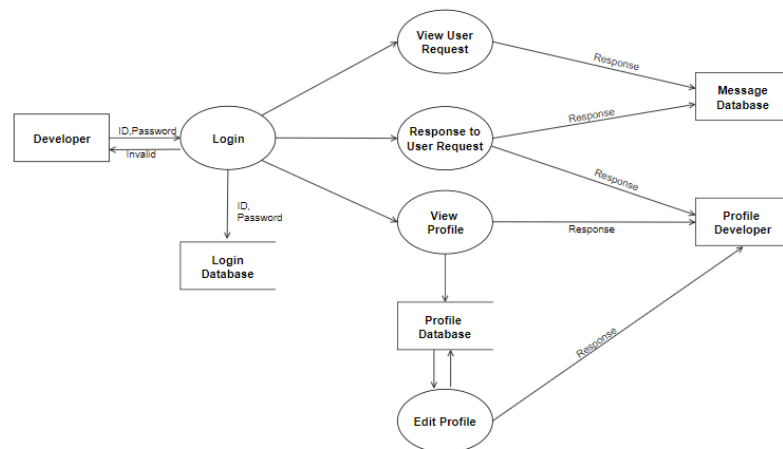 View User
Request
Response
Message
Database
Response
Developer
ID,Password
Invalid
Login
Response to
User Request
Response
ID,
Password
View
Profile
Response
Profile
Developer
Login
Database
Profile
Database
Response
Edit Profile